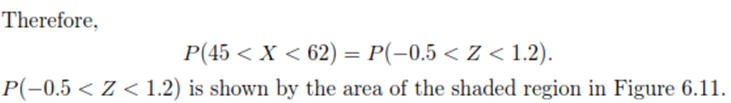 Therefore,
P(45 < X < 62) = P(−0.5 < Z < 1.2).
P(−0.5 < Z < 1.2) is shown by the area of the shaded region in Figure 6.11.